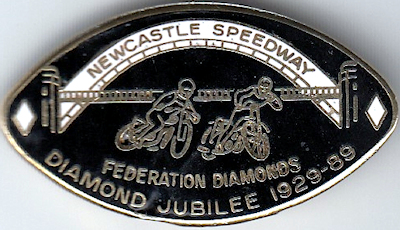 NEWCASTLE SPEEDWAY
FEDERATION DIAMONDS
DIAMOND JUBILEE 1929-89